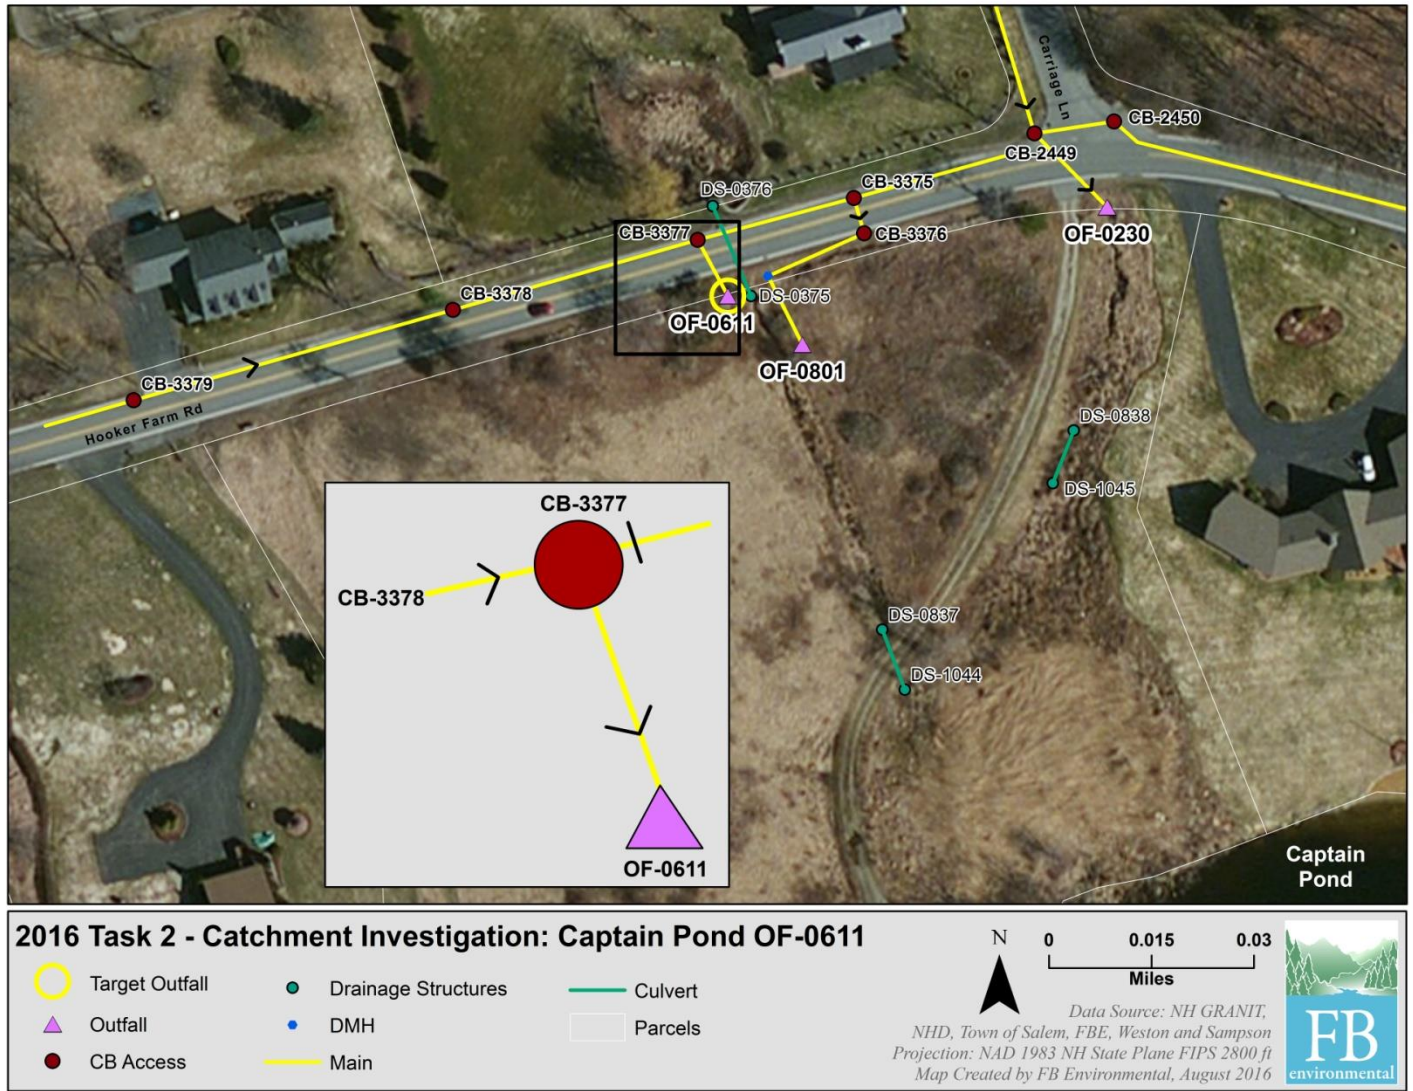 Carriage Ln
CB-2450
CB-2449
DS-0376
CB-3375
CB-3377
CB-3376
OF-0230
CB-3378
DS-0375
OF-0611
OF-0801
CB-3379
Hooker Farm Rd
DS-0838
DS-1045
CB-3377
CB-3378
OF-0611
DS-0837
DS-1044
Captain
Pond
2016 Task 2 - Catchment Investigation: Captain Pond OF-0611
Target Outfall
Outfall
CB Access
Drainage Structures
DMH
Main
Culvert
Parcels
N
0 0.015 0.03
Miles
Data Source: NH GRANIT,
NHD, Town of Salem, FBE, Weston and Sampson
Projection: NAD 1983 NH State Plane FIPS 2800 ft
Map Created by FB Environmental, August 2016
FB
environmental